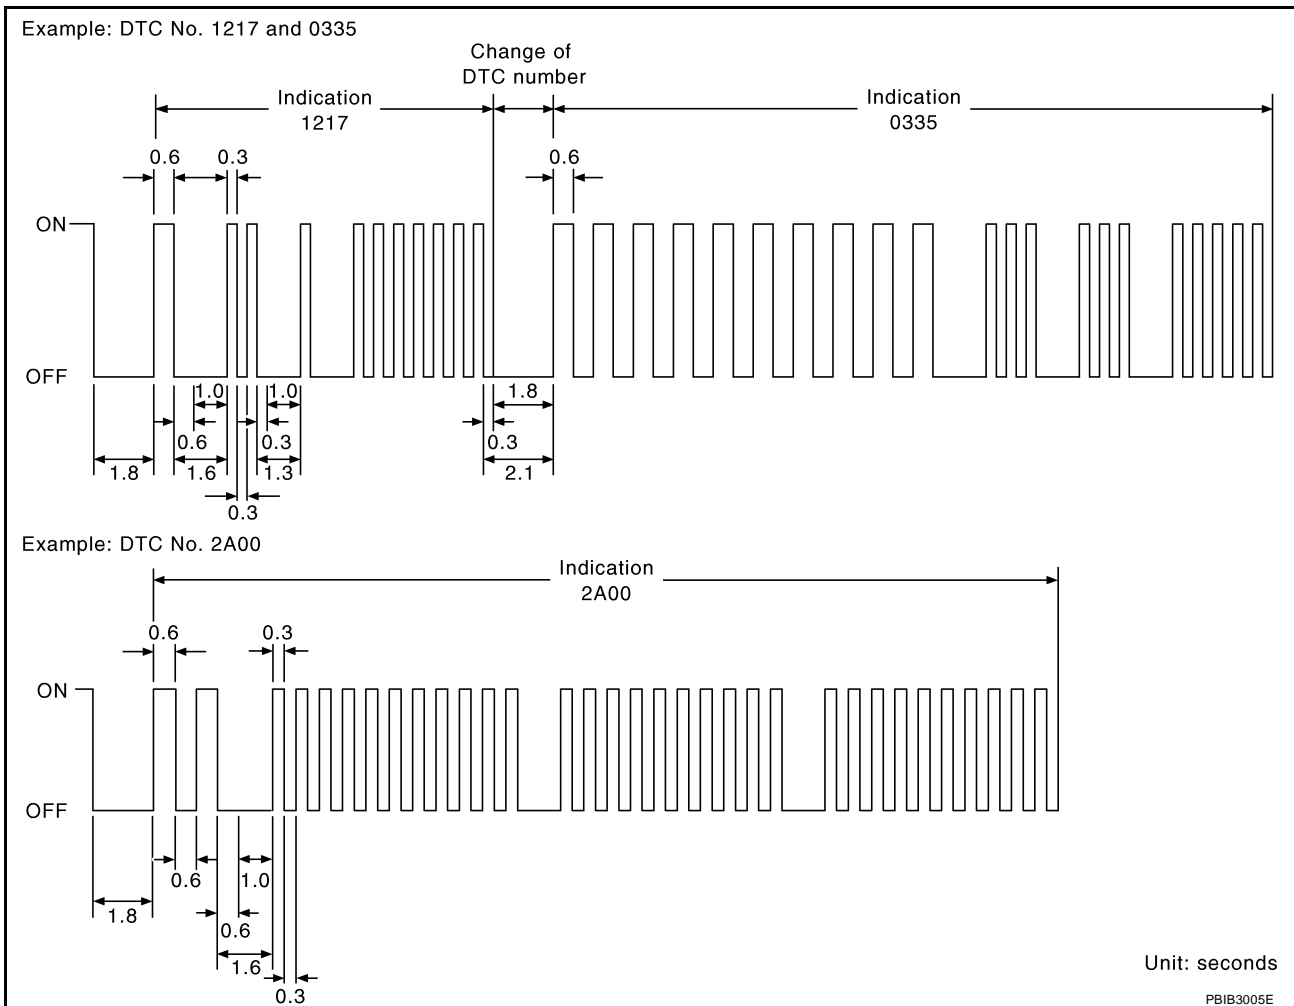 Example: DTC No. 1217 and 0335
Change of
DTC number
Indication
1217
Indication
0335
0.6
0.3
0.6
ON
OFF
1.0
1.0
1.8
0.6
0.3
0.3
1.8
1.6
1.3
2.1
0.3
Example: DTC No. 2A00
Indication
2A00
0.6
0.3
ON
OFF
0.6
1.0
1.8
0.6
1.6
0.3
Unit: seconds
PBIB3005E